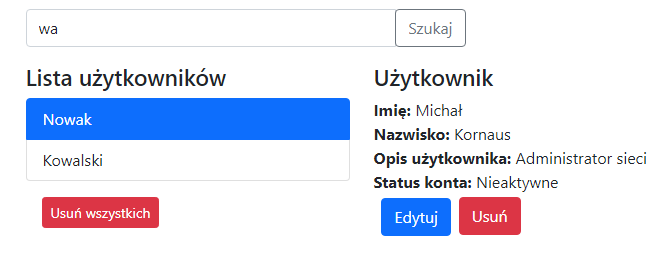 wa
Szukaj
Lista użytkowników
Nowak
Kowalski
Usuń wszystkich
Użytkownik
Imię: Michał
Nazwisko: Kornaus
Opis użytkownika: Administrator sieci
Status konta: Nieaktywne
Edytuj
Usuń